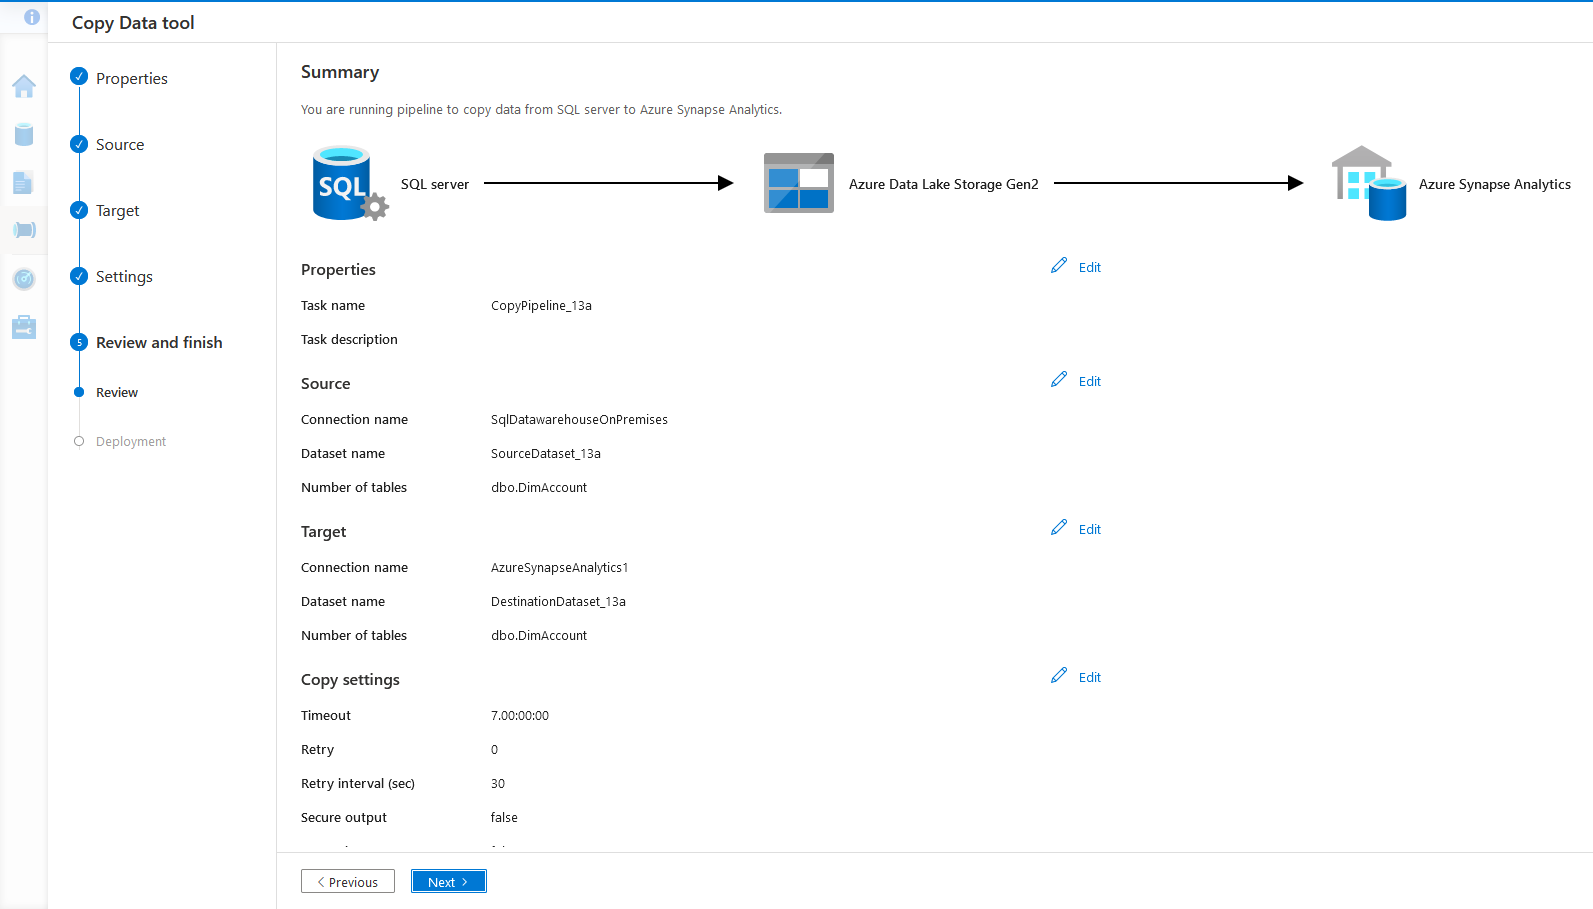 Copy Data tool
Properties
Source
Target
Settings
5 Review and finish
Review
Deployment
Summary
You are running pipeline to copy data from SQL server to Azure Synapse Analytics.
SQL
SQL server
Azure Data Lake Storage Gen2
Azure Synapse Analytics
Properties Edit
Task name CopyPipeline_13a
Task description
Source Edit
Connection name SqlDatawarehouseOnPremises
Dataset name SourceDataset_13a
Number of tables dbo.DimAccount
Target Edit
Connection name AzureSynapseAnalytics1
Dataset name DestinationDataset_13a
Number of tables dbo.DimAccount
Copy settings Edit
Timeout 7.00:00:00
Retry 0
Retry interval (sec) 30
Secure output false
Previous Next